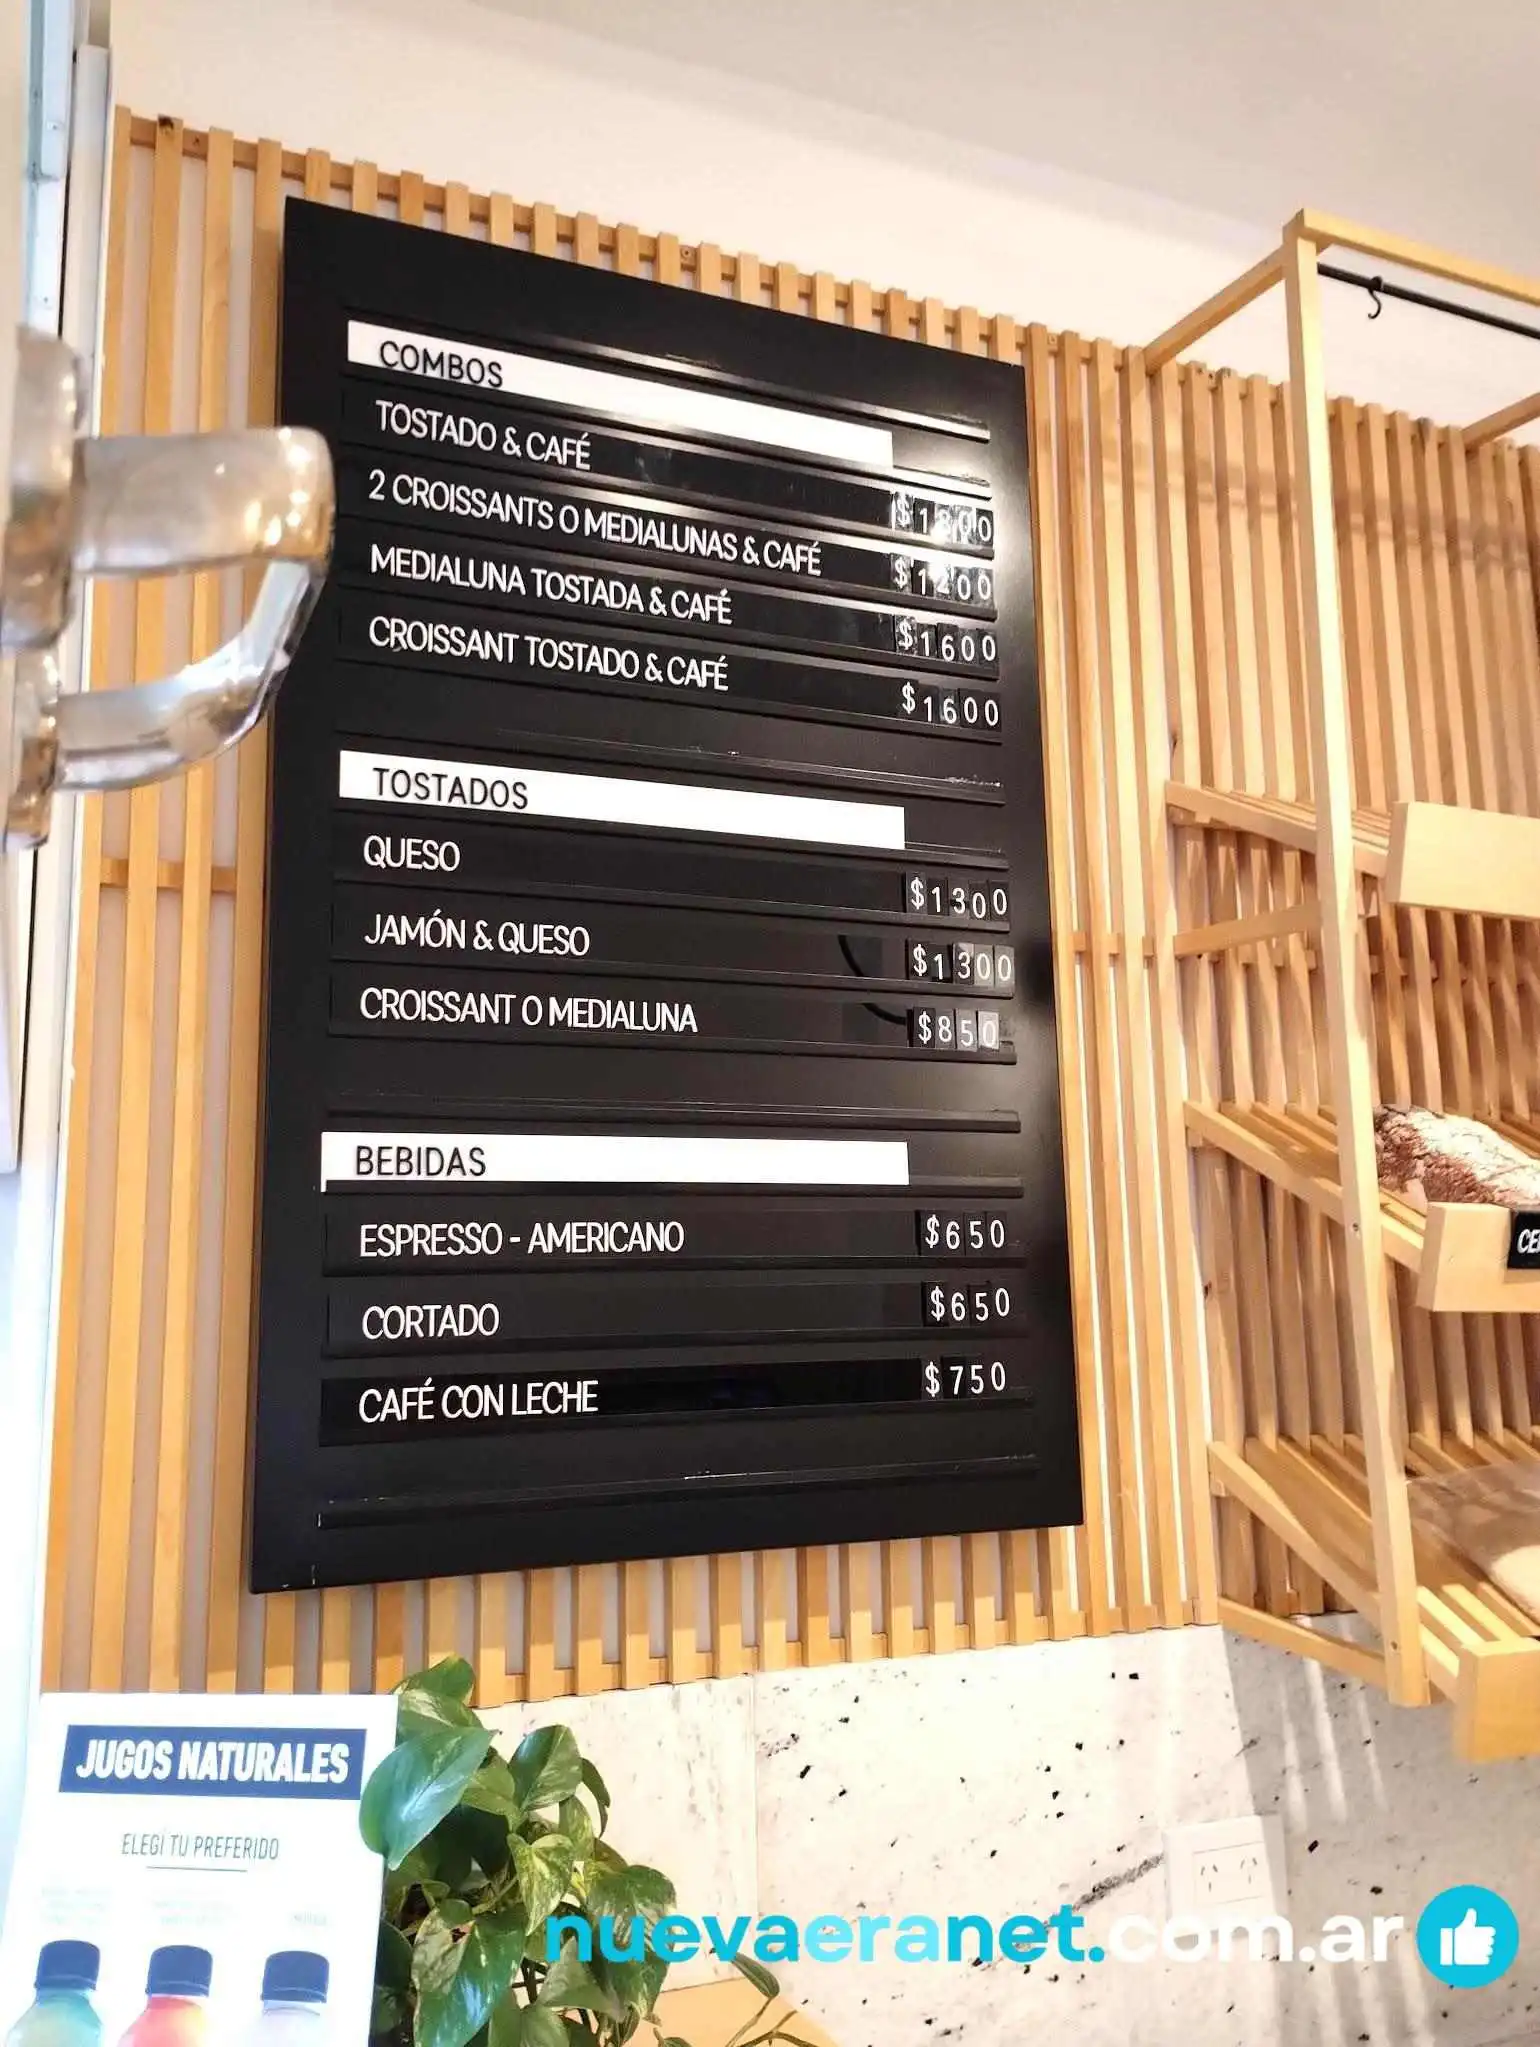 COMBOS
TOSTADO & CAFÉ $1800
2 CROISSANTS O MEDIALUNAS & CAFÉ $1200
MEDIALUNA TOSTADA & CAFÉ $1600
CROISSANT TOSTADO & CAFÉ $1600
TOSTADOS
QUESO $1300
JAMÓN & QUESO $1300
CROISSANT O MEDIALUNA $850
BEBIDAS
ESPRESSO - AMERICANO $650
CORTADO $650
CAFÉ CON LECHE $750
JUGOS NATURALES
ELEGÍ TU PREFERIDO
nuevaeranet.com.ar